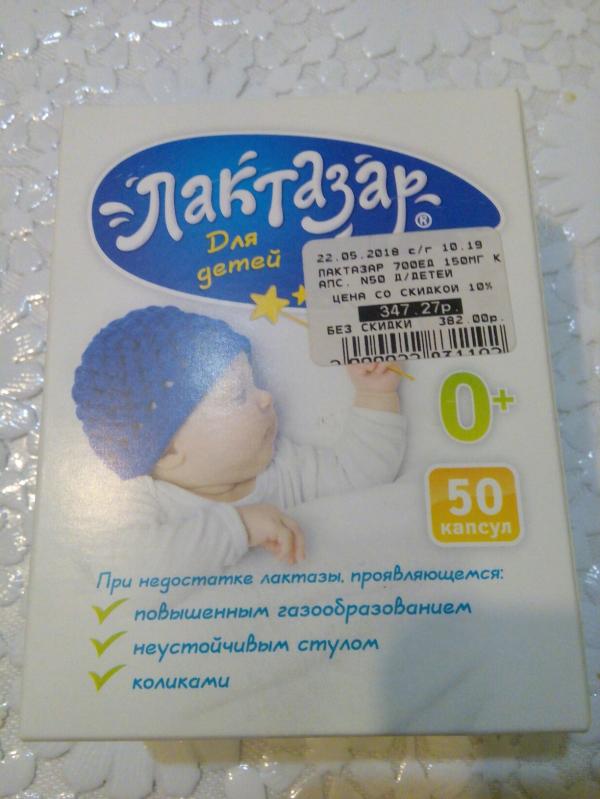 Лактазар®
Для
детей
22.05.2018 с/г 10.19
ЛАКТАЗАР 700ЕД 150МГ К
АПС. N50 Д/ДЕТЕЙ
ЦЕНА СО СКИДКОЙ 10%
347.27р.
БЕЗ СКИДКИ 382.00р.
0+
50
капсул
При недостатке лактазы, проявляющемся:
повышенным газообразованием
неустойчивым стулом
коликами